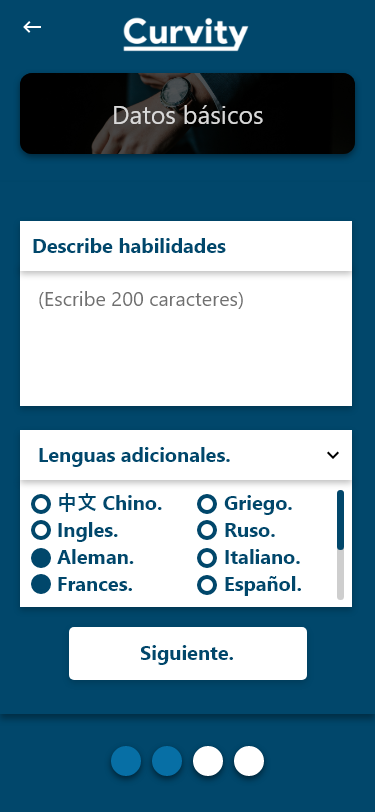 Curvity
Datos básicos
Describe habilidades
(Escribe 200 caracteres)
Lenguas adicionales.
中文 Chino.
Griego.
Ingles.
Ruso.
Aleman.
Italiano.
Frances.
Español.
Siguiente.